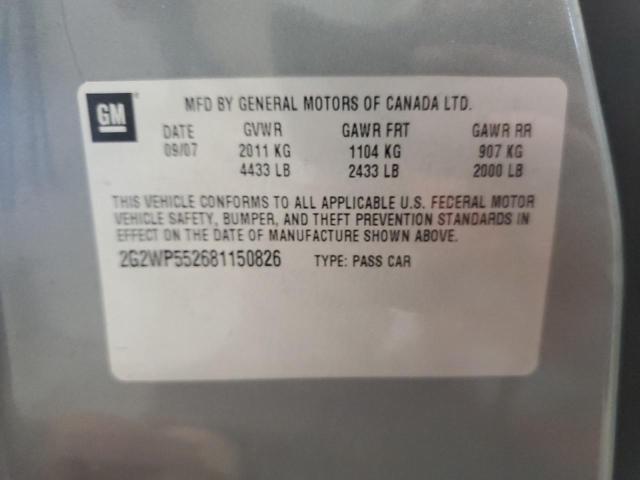 GM
MFD BY GENERAL MOTORS OF CANADA LTD.
DATE GVWR GAWR FRT GAWR RR
09/07 2011 KG 1104 KG 907 KG
4433 LB 2433 LB 2000 LB
THIS VEHICLE CONFORMS TO ALL APPLICABLE U.S. FEDERAL MOTOR
VEHICLE SAFETY, BUMPER, AND THEFT PREVENTION STANDARDS IN
EFFECT ON THE DATE OF MANUFACTURE SHOWN ABOVE.
2G2WP552681150826 TYPE: PASS CAR